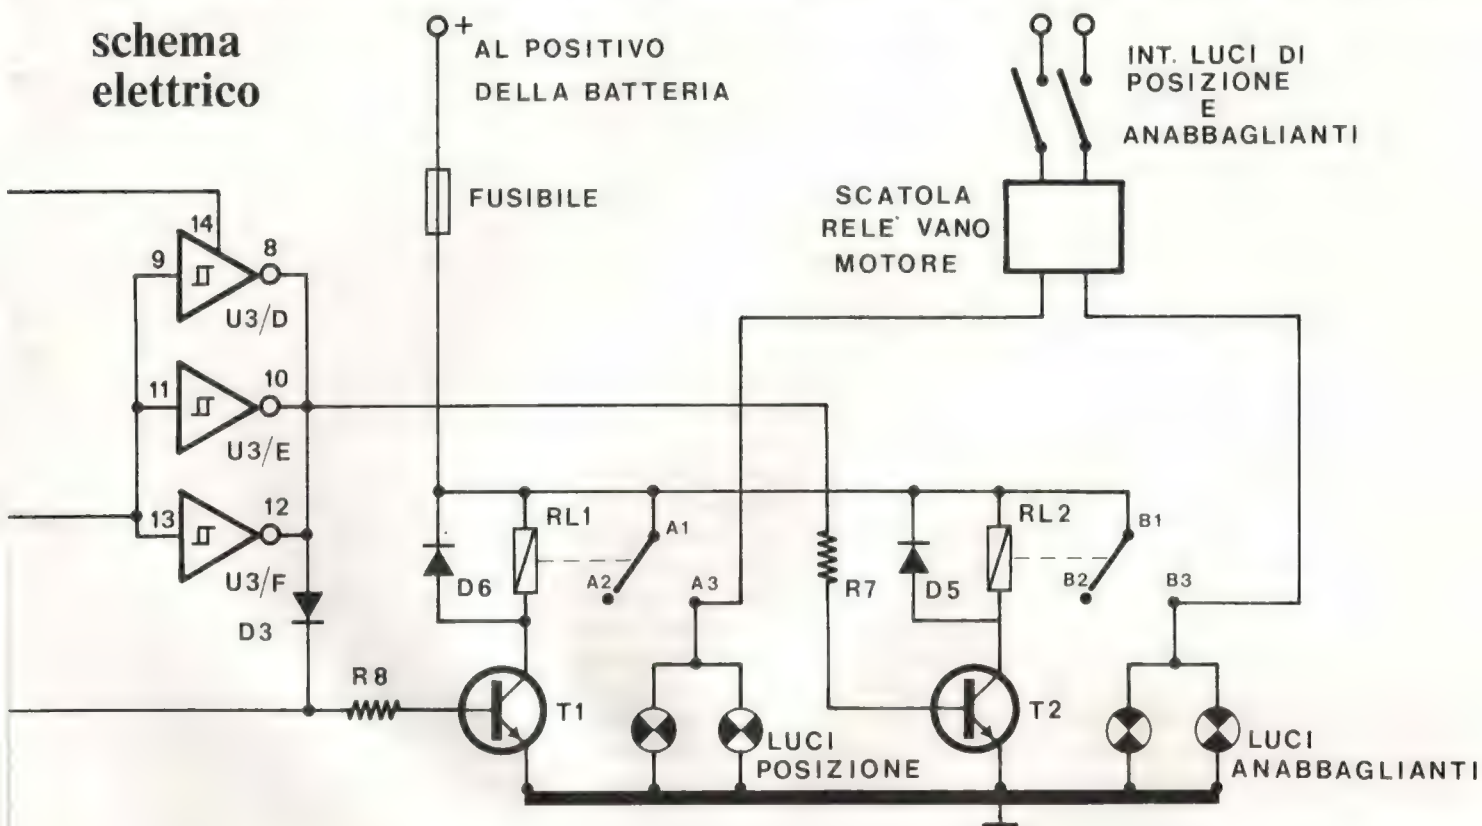 schema
elettrico
+
AL POSITIVO
DELLA BATTERIA
INT. LUCI DI
POSIZIONE
E
ANABBAGLIANTI
FUSIBILE
SCATOLA
RELE' VANO
MOTORE
14
9
8
U3/D
11
10
U3/E
13
12
U3/F
D3
R8
D6
RL1
A1
A2
A3
T1
LUCI
POSIZIONE
R7
D5
RL2
B1
B2
B3
T2
LUCI
ANABBAGLIANTI